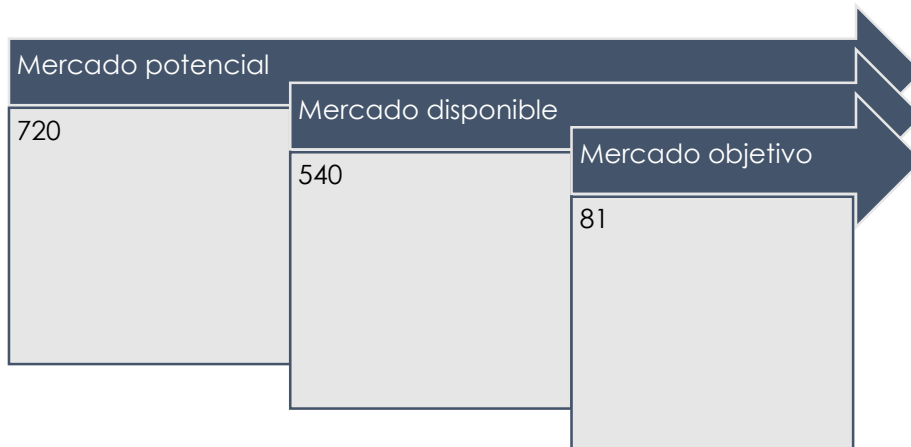 Mercado potencial
720
Mercado disponible
540
Mercado objetivo
81